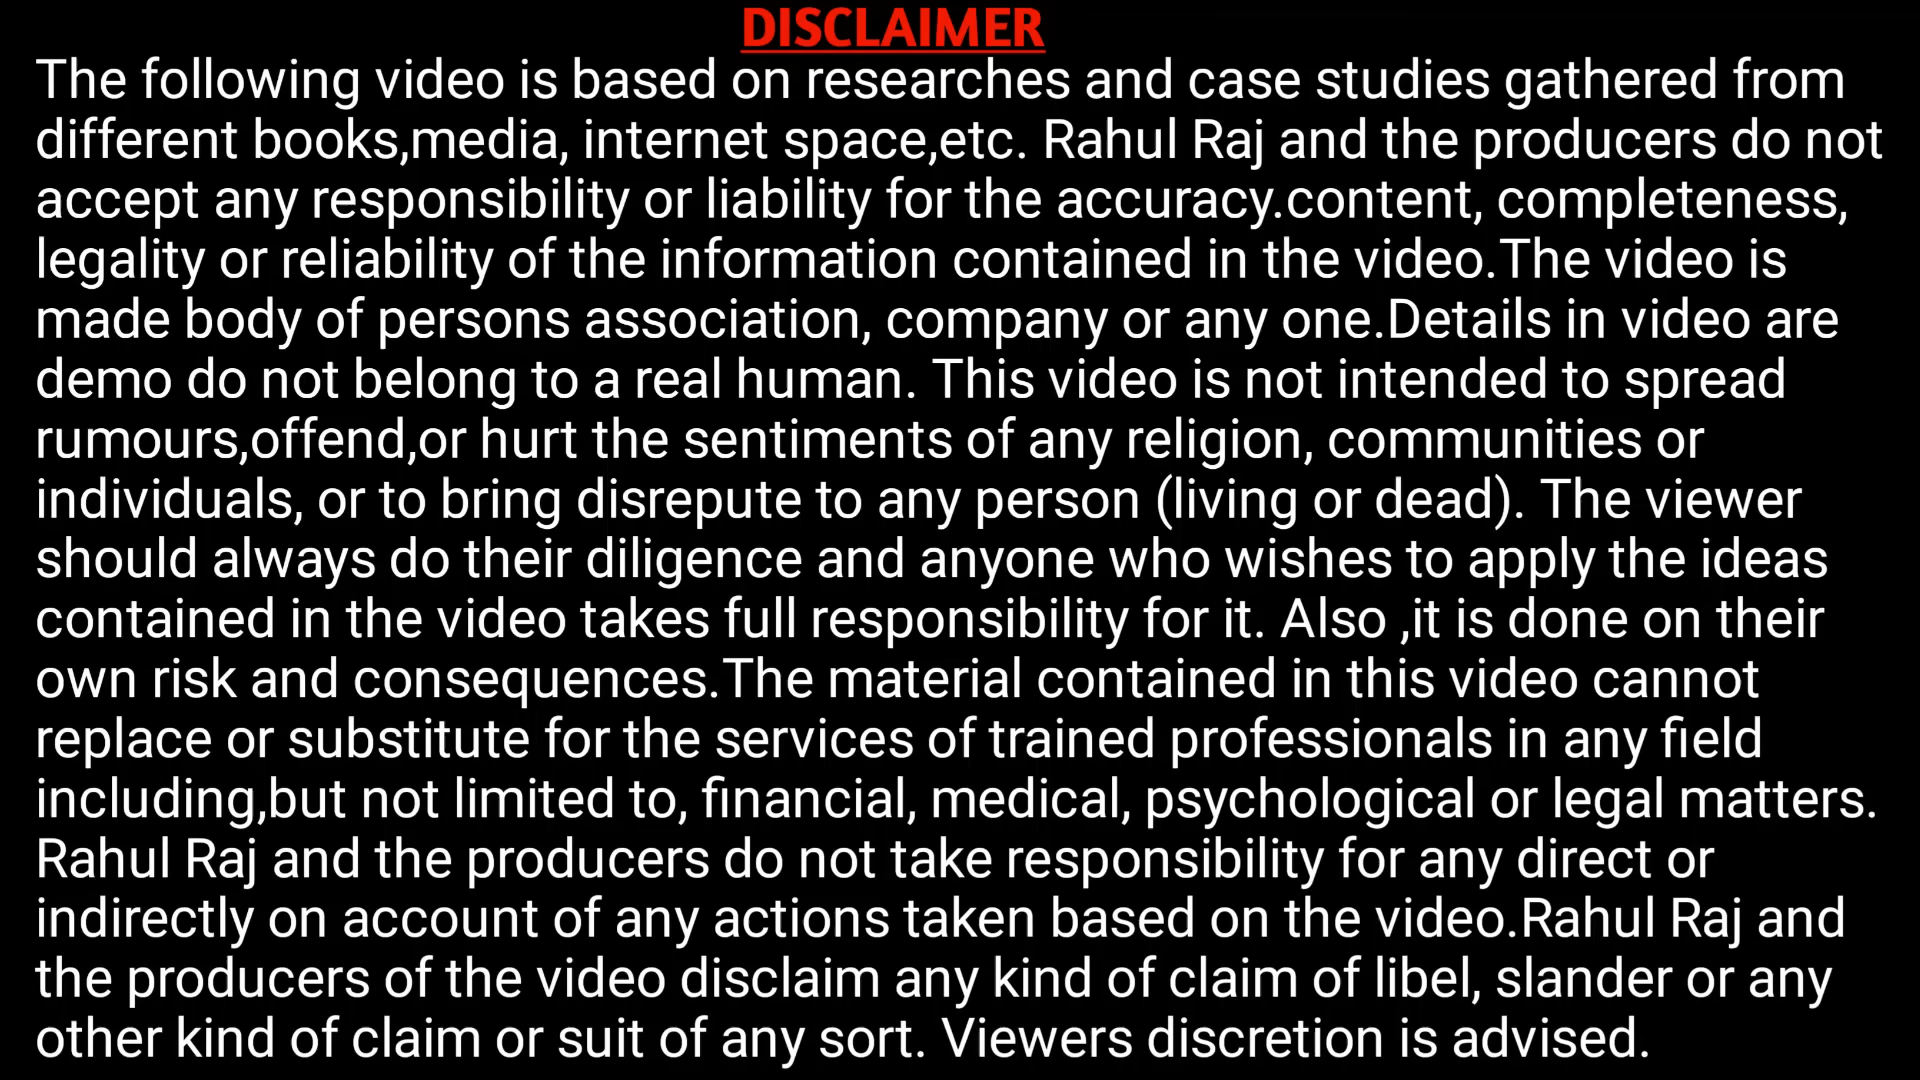 DISCLAIMER
The following video is based on researches and case studies gathered from
different books,media, internet space,etc. Rahul Raj and the producers do not
accept any responsibility or liability for the accuracy.content, completeness,
legality or reliability of the information contained in the video.The video is
made body of persons association, company or any one.Details in video are
demo do not belong to a real human. This video is not intended to spread
rumours,offend,or hurt the sentiments of any religion, communities or
individuals, or to bring disrepute to any person (living or dead). The viewer
should always do their diligence and anyone who wishes to apply the ideas
contained in the video takes full responsibility for it. Also ,it is done on their
own risk and consequences.The material contained in this video cannot
replace or substitute for the services of trained professionals in any field
including,but not limited to, financial, medical, psychological or legal matters.
Rahul Raj and the producers do not take responsibility for any direct or
indirectly on account of any actions taken based on the video.Rahul Raj and
the producers of the video disclaim any kind of claim of libel, slander or any
other kind of claim or suit of any sort. Viewers discretion is advised.